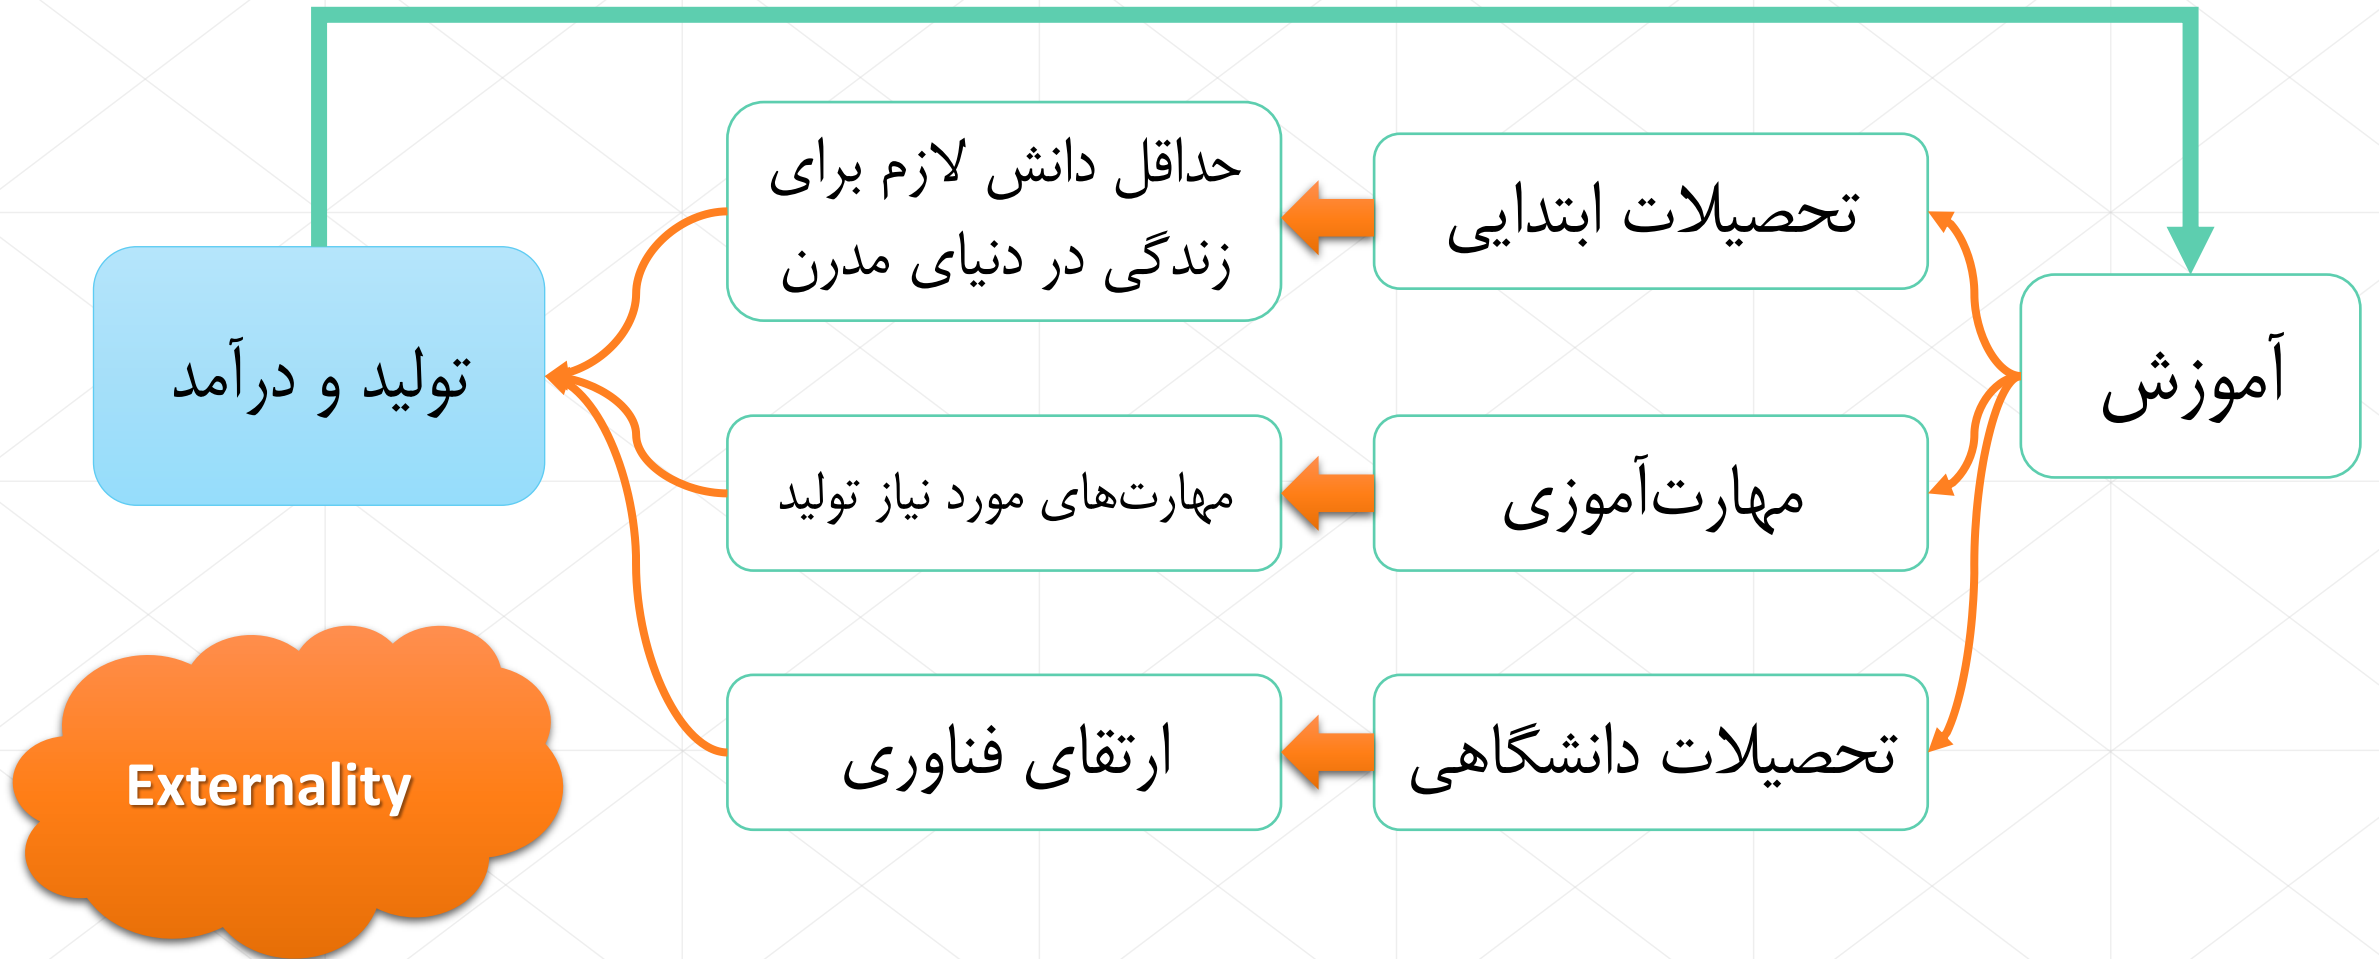 آموزش
تحصیلات ابتدایی
حداقل دانش لازم برای
زندگی در دنیای مدرن
مهارت‌آموزی
مهارت‌های مورد نیاز تولید
تحصیلات دانشگاهی
ارتقای فناوری
تولید و درآمد
Externality